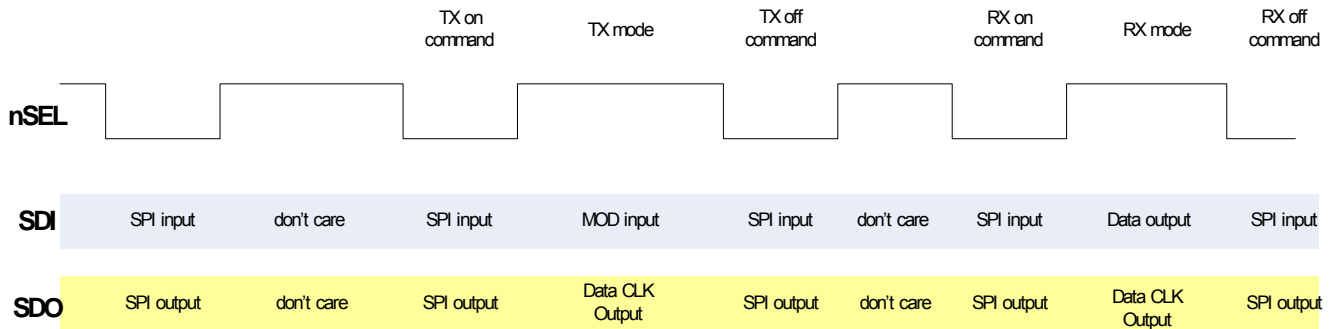 TX on command TX mode TX off command RX on command RX mode RX off command
nSEL
SDI SPI input don't care SPI input MOD input SPI input don't care SPI input Data output SPI input
SDO SPI output don't care SPI output Data CLK Output SPI output don't care SPI output Data CLK Output SPI output